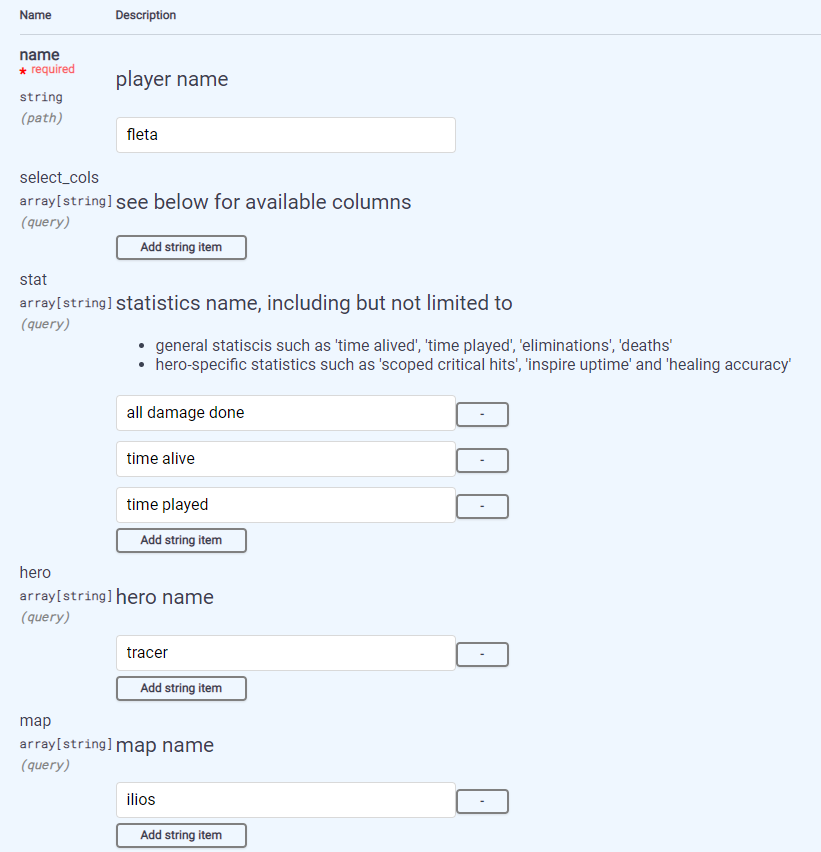 Name Description
name
* required
player name
string
(path)
fleta
select_cols
array[string] see below for available columns
(query)
Add string item
stat
array[string] statistics name, including but not limited to
(query)
• general statiscis such as 'time alived', 'time played', 'eliminations', 'deaths'
• hero-specific statistics such as 'scoped critical hits', 'inspire uptime' and 'healing accuracy'
all damage done -
time alive -
time played -
Add string item
hero
array[string] hero name
(query)
tracer -
Add string item
map
array[string] map name
(query)
ilios -
Add string item